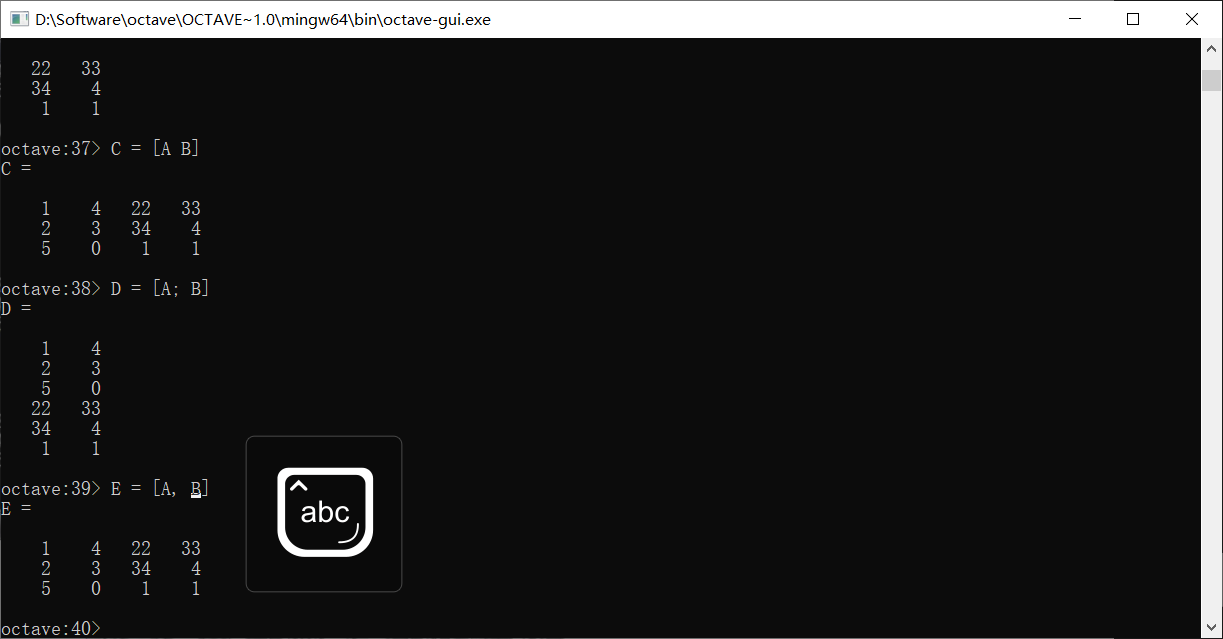 D:\Software\octave\OCTAVE~1.0\mingw64\bin\octave-gui.exe
22 33
34 4
1 1
octave:37> C = [A B]
C =
1 4 22 33
2 3 34 4
5 0 1 1
octave:38> D = [A; B]
D =
1 4
2 3
5 0
22 33
34 4
1 1
octave:39> E = [A, B]
E =
1 4 22 33
2 3 34 4
5 0 1 1
octave:40>
abc